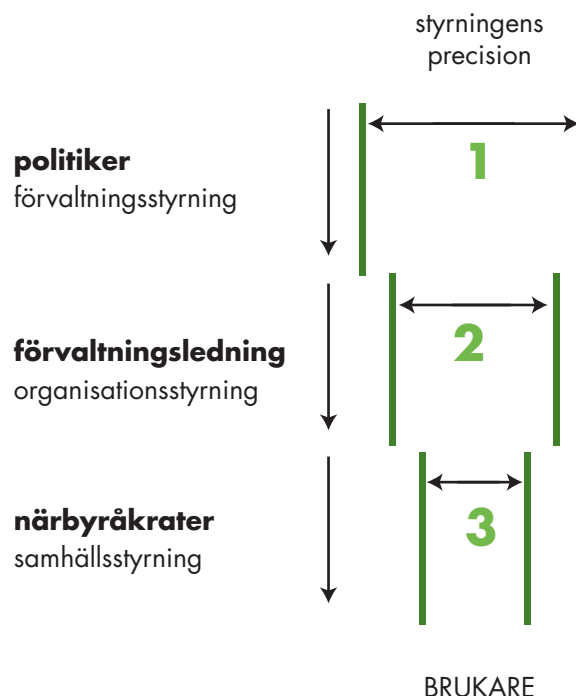 styrningens
precision
politiker
förvaltningsstyrning
1
förvaltningsledning
organisationsstyrning
2
närbyråkrater
samhällsstyrning
3
BRUKARE